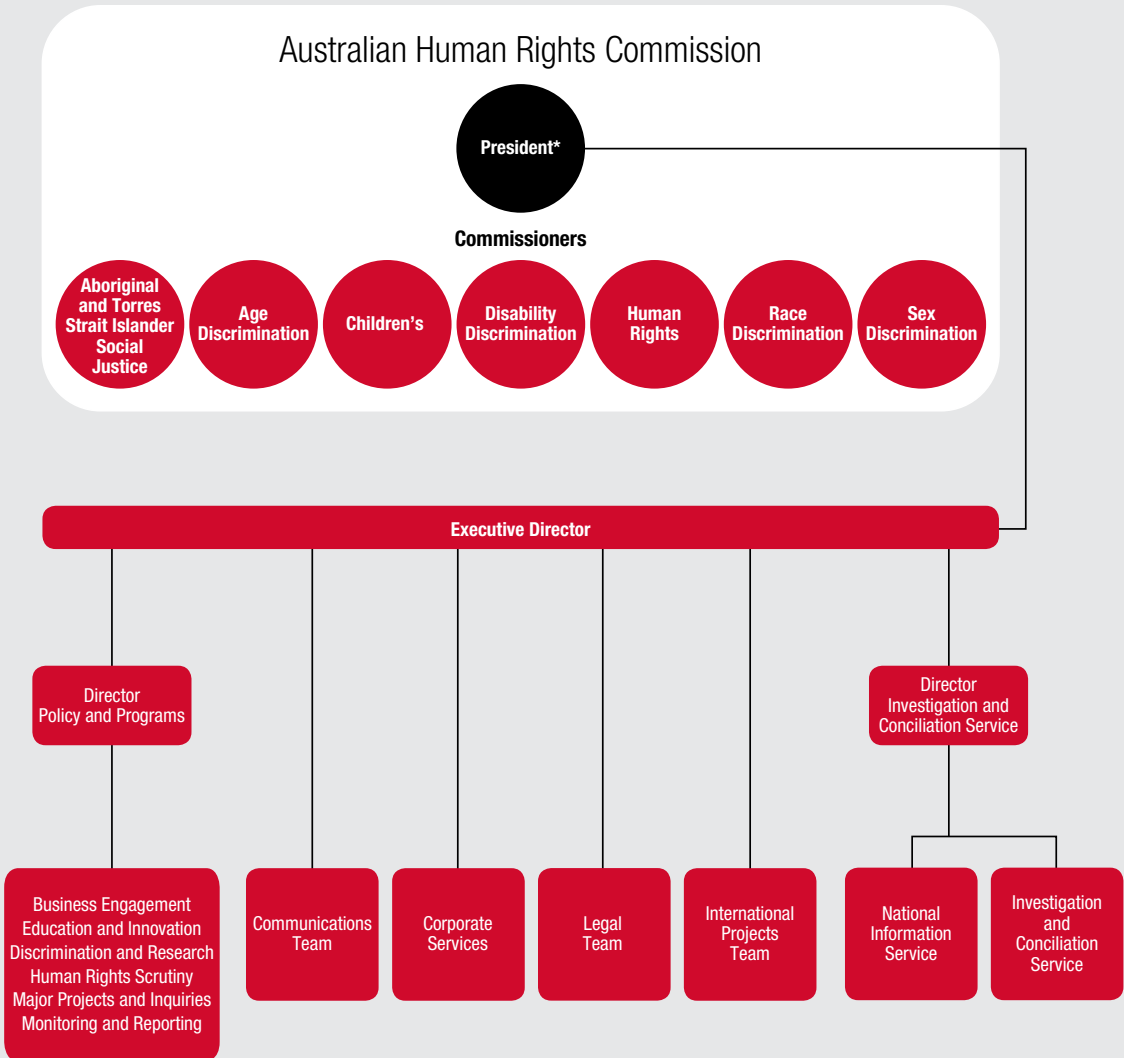 Australian Human Rights Commission
President*
Commissioners
Aboriginal
and Torres
Strait Islander
Social
Justice
Age
Discrimination
Children's
Disability
Discrimination
Human
Rights
Race
Discrimination
Sex
Discrimination
Executive Director
Director
Policy and Programs
Director
Investigation and
Conciliation Service
Business Engagement
Education and Innovation
Discrimination and Research
Human Rights Scrutiny
Major Projects and Inquiries
Monitoring and Reporting
Communications
Team
Corporate
Services
Legal
Team
International
Projects
Team
National
Information
Service
Investigation
and
Conciliation
Service